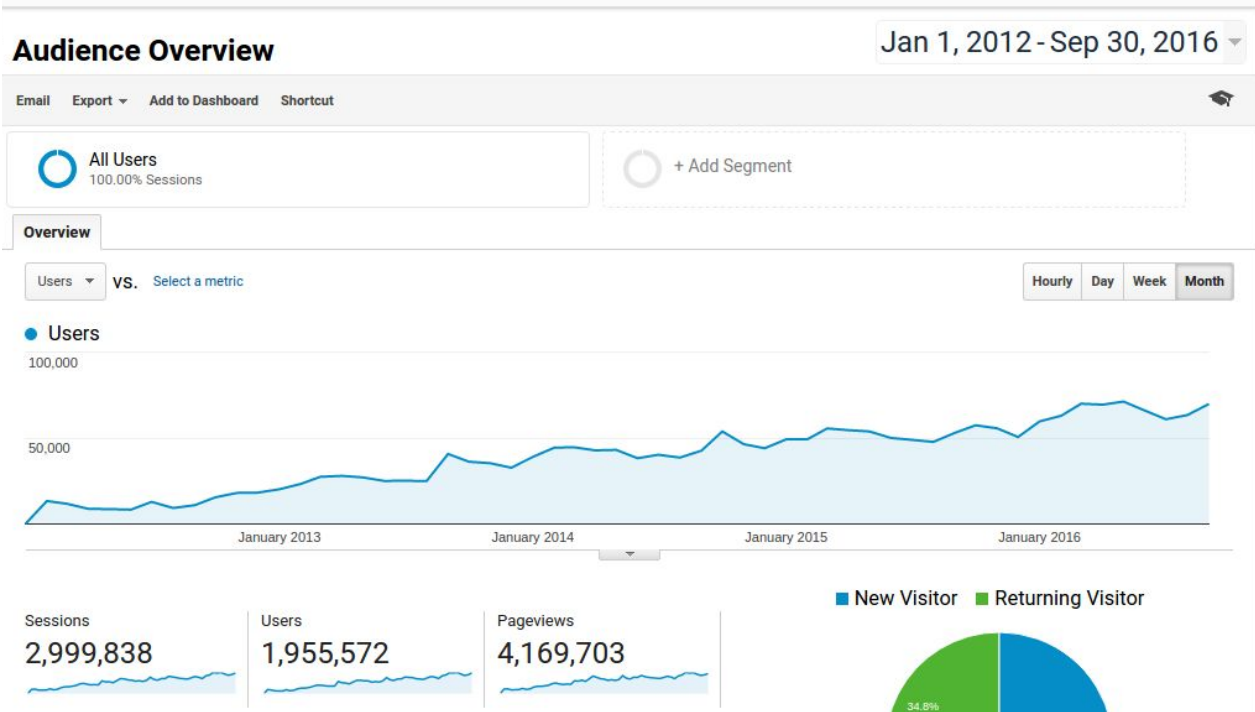 Audience Overview
Jan 1, 2012 - Sep 30, 2016
Email Export Add to Dashboard Shortcut
All Users
100.00% Sessions
+ Add Segment
Overview
Users VS. Select a metric
Hourly Day Week Month
Users
100,000
50,000
January 2013 January 2014 January 2015 January 2016
New Visitor Returning Visitor
Sessions
2,999,838
Users
1,955,572
Pageviews
4,169,703
34.8%